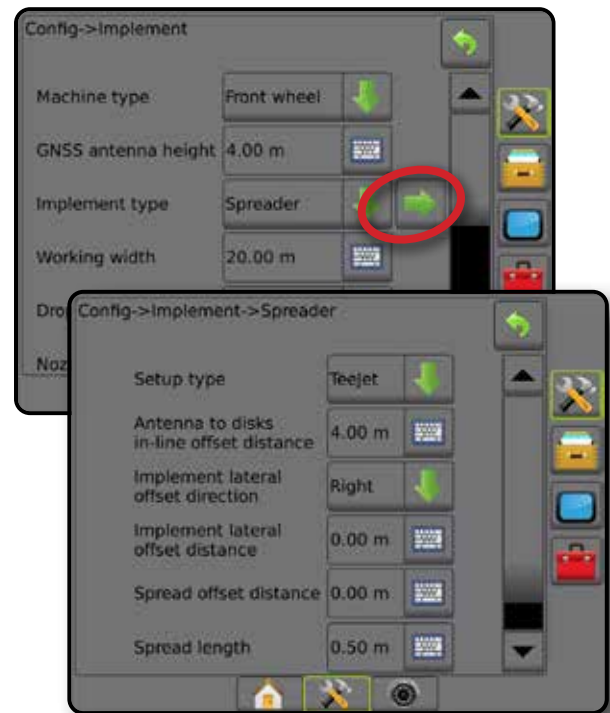 Config->Implement
Machine type Front wheel
GNSS antenna height 4.00 m
Implement type Spreader
Working width 20.00 m
Dro
Noz
Config->Implement->Spreader
Setup type TeeJet
Antenna to disks
in-line offset distance 4.00 m
Implement lateral
offset direction Right
Implement lateral
offset distance 0.00 m
Spread offset distance 0.00 m
Spread length 0.50 m